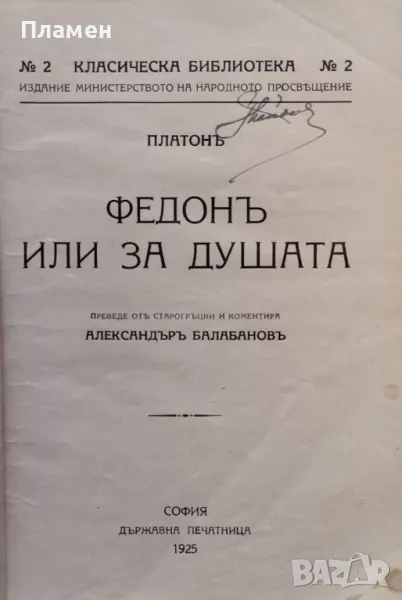 Пламен
№ 2 КЛАСИЧЕСКА БИБЛИОТЕКА № 2
ИЗДАНИЕ МИНИСТЕРСТВОТО НА НАРОДНОТО ПРОСВѢЩЕНИЕ
ПЛАТОНЪ
ФЕДОНЪ
ИЛИ ЗА ДУШАТА
ПРЕВЕДЕ ОТЪ СТАРОГРЪЦКИ И КОМЕНТИРА
АЛЕКСАНДЪРЪ БАЛАБАНОВЪ
СОФИЯ
ДЪРЖАВНА ПЕЧАТНИЦА
1925
BAZAR